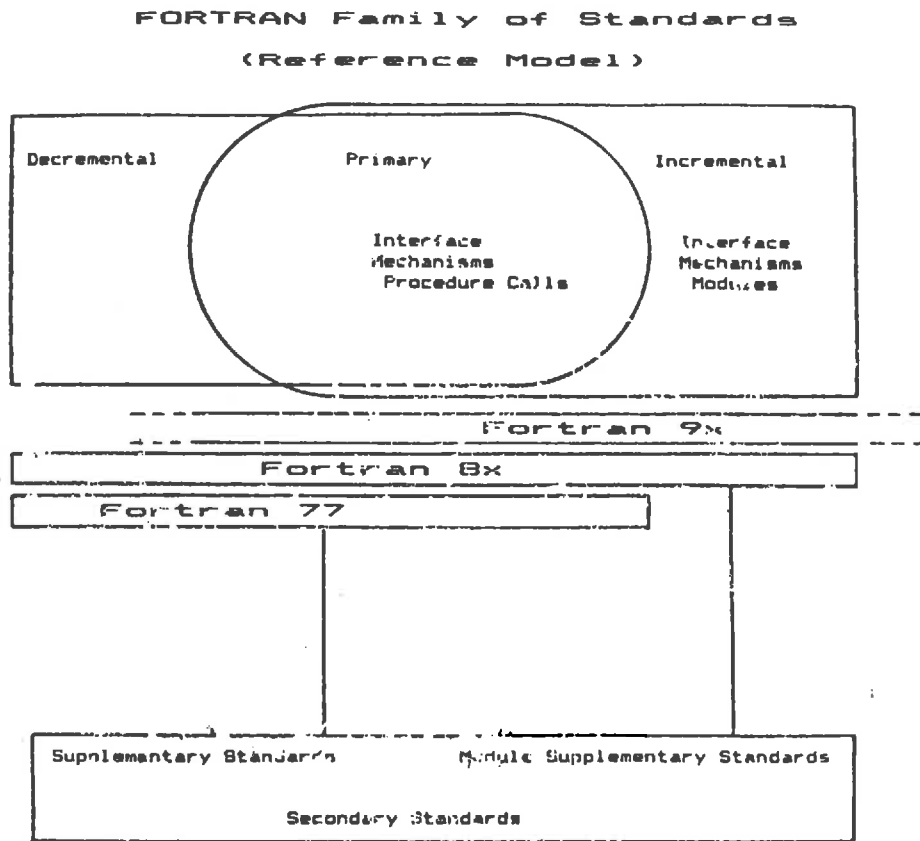 FORTRAN Family of Standards
(Reference Model)
Decremental
Primary
Incremental
Interface
Mechanisms
Procedure Calls
Interface
Mechanisms
Modules
Fortran 9x
Fortran 8x
Fortran 77
Supplementary Standards
Module Supplementary Standards
Secondary Standards